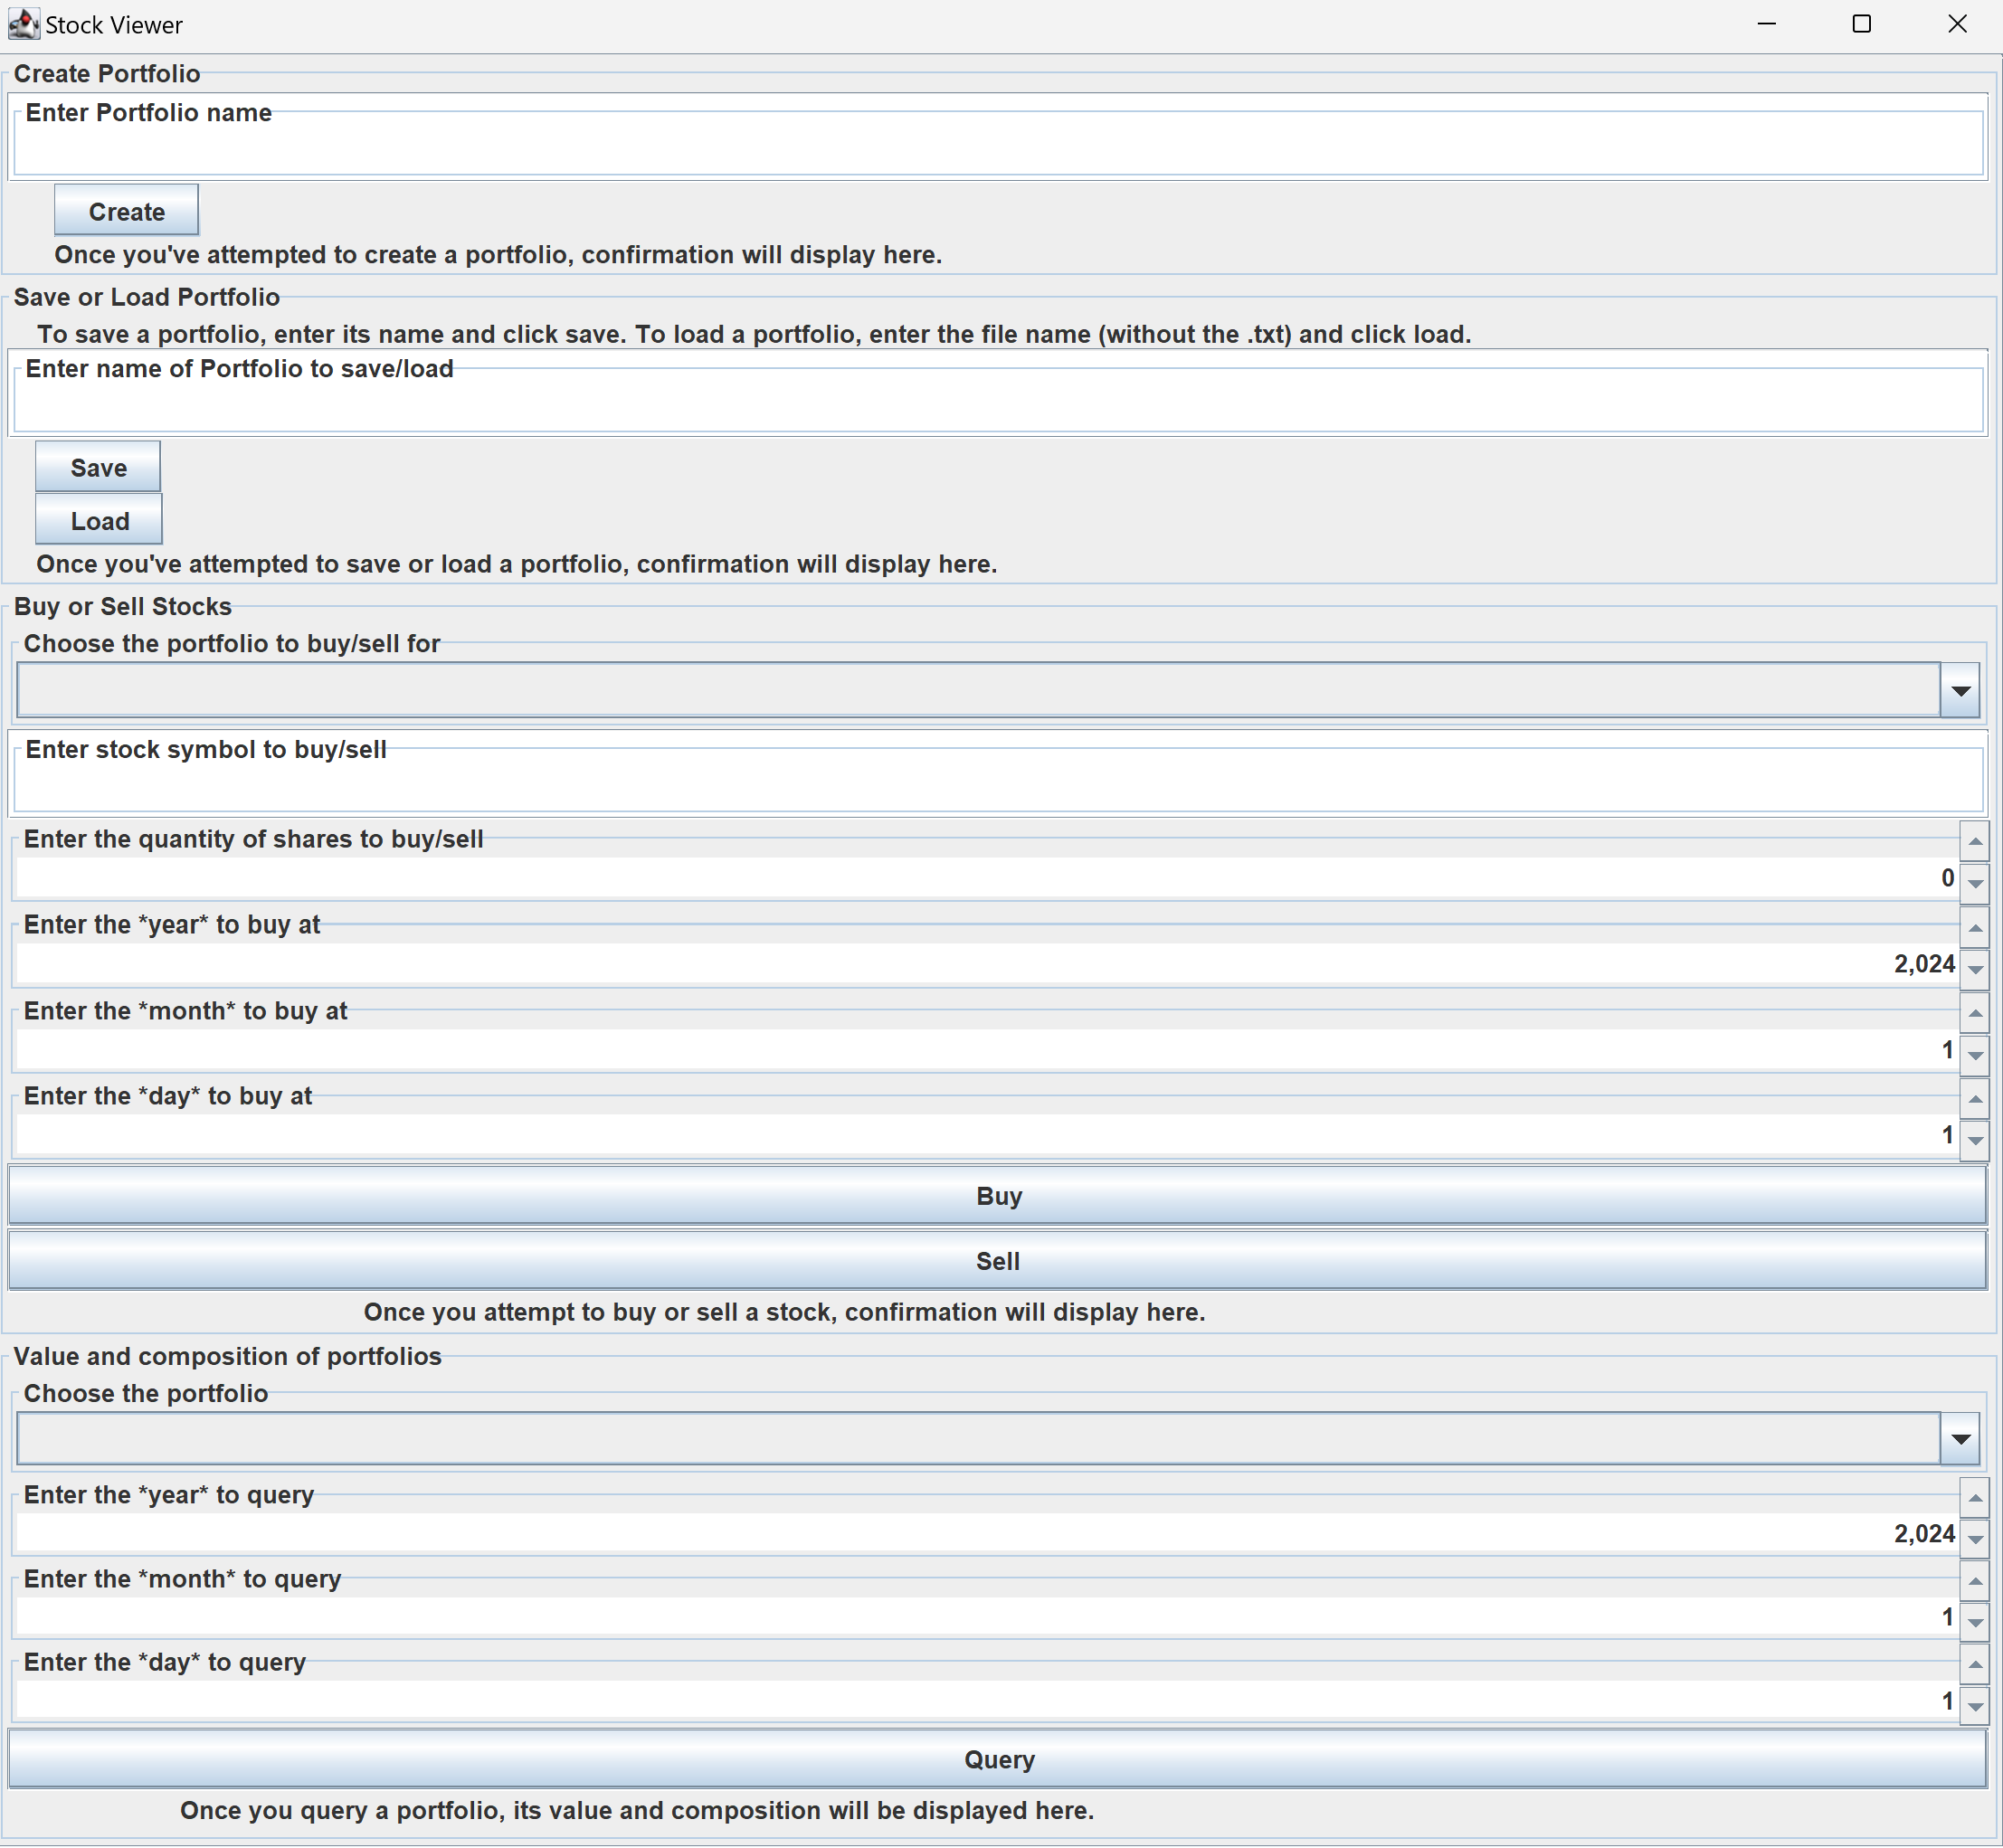 Stock Viewer
Create Portfolio
Enter Portfolio name
Create
Once you've attempted to create a portfolio, confirmation will display here.
Save or Load Portfolio
To save a portfolio, enter its name and click save. To load a portfolio, enter the file name (without the .txt) and click load.
Enter name of Portfolio to save/load
Save
Load
Once you've attempted to save or load a portfolio, confirmation will display here.
Buy or Sell Stocks
Choose the portfolio to buy/sell for
Enter stock symbol to buy/sell
Enter the quantity of shares to buy/sell
0
Enter the *year* to buy at
2,024
Enter the *month* to buy at
1
Enter the *day* to buy at
1
Buy
Sell
Once you attempt to buy or sell a stock, confirmation will display here.
Value and composition of portfolios
Choose the portfolio
Enter the *year* to query
2,024
Enter the *month* to query
1
Enter the *day* to query
1
Query
Once you query a portfolio, its value and composition will be displayed here.